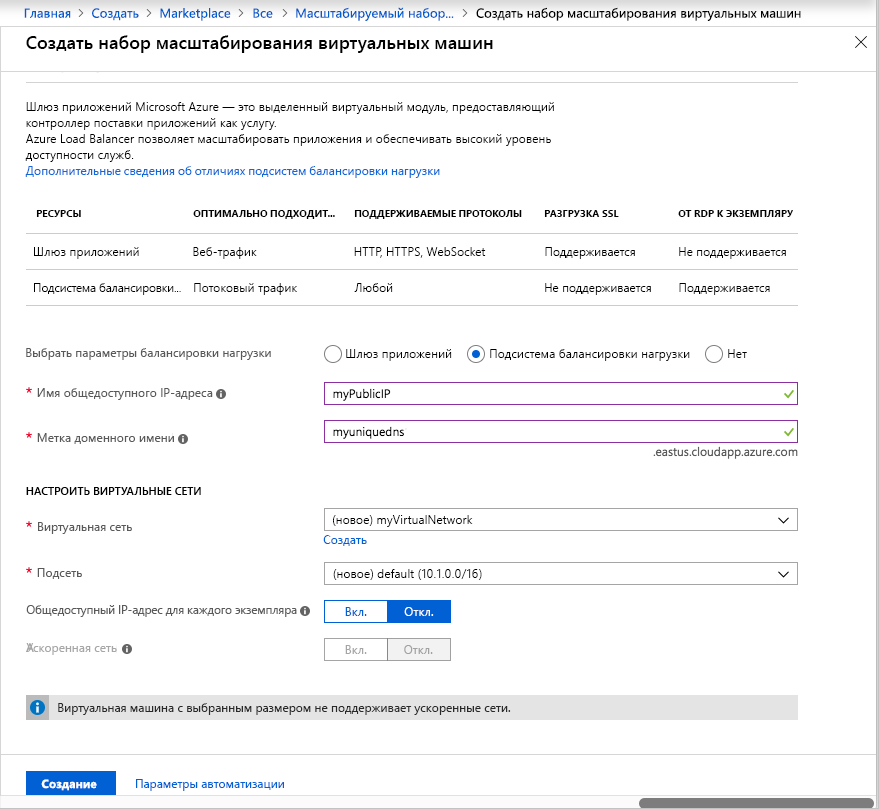 Главная > Создать > Marketplace > Все > Масштабируемый набор... > Создать набор масштабирования виртуальных машин
Создать набор масштабирования виртуальных машин
Шлюз приложений Microsoft Azure — это выделенный виртуальный модуль, предоставляющий
контроллер поставки приложений как услугу.
Azure Load Balancer позволяет масштабировать приложения и обеспечивать высокий уровень
доступности служб.
Дополнительные сведения об отличиях подсистем балансировки нагрузки
РЕСУРСЫ ОПТИМАЛЬНО ПОДХОДИТ... ПОДДЕРЖИВАЕМЫЕ ПРОТОКОЛЫ РАЗГРУЗКА SSL ОТ RDP К ЭКЗЕМПЛЯРУ
Шлюз приложений Веб-трафик HTTP, HTTPS, WebSocket Поддерживается Не поддерживается
Подсистема балансировки... Потоковый трафик Любой Не поддерживается Поддерживается
Выбрать параметры балансировки нагрузки Шлюз приложений Подсистема балансировки нагрузки Нет
* Имя общедоступного IP-адреса myPublicIP
* Метка доменного имени myuniquedns
.eastus.cloudapp.azure.com
НАСТРОИТЬ ВИРТУАЛЬНЫЕ СЕТИ
* Виртуальная сеть (новое) myVirtualNetwork
Создать
* Подсеть (новое) default (10.1.0.0/16)
Общедоступный IP-адрес для каждого экземпляра Вкл. Откл.
Ускоренная сеть Вкл. Откл.
Виртуальная машина с выбранным размером не поддерживает ускоренные сети.
Создание Параметры автоматизации